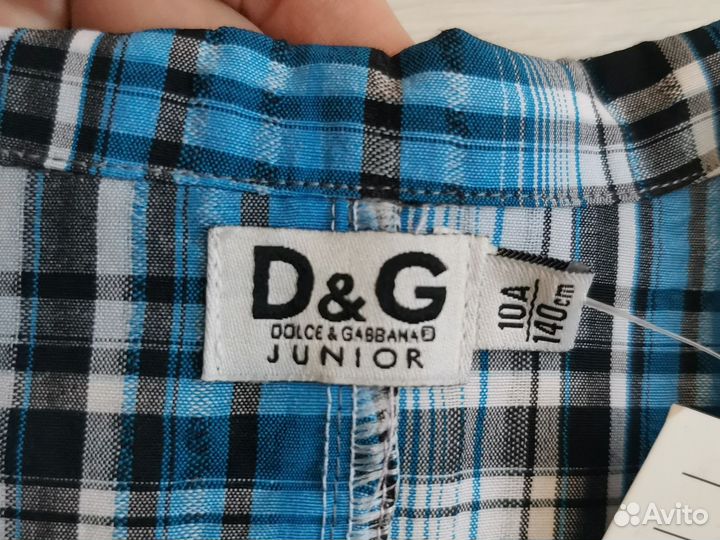 D&G
DOLCE & GABBANA
JUNIOR
10A
140cm
Avito